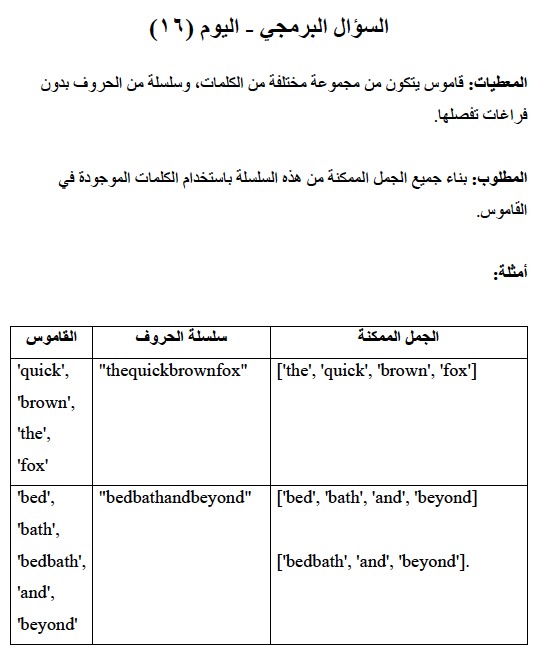 السؤال البرمجي - اليوم (١٦)
المعطيات: قاموس يتكون من مجموعة مختلفة من الكلمات، وسلسلة من الحروف بدون
فراغات تفصلها.
المطلوب: بناء جميع الجمل الممكنة من هذه السلسلة باستخدام الكلمات الموجودة في
القاموس.
أمثلة:
القاموس سلسلة الحروف الجمل الممكنة
'quick', "thequickbrownfox" ['the', 'quick', 'brown', 'fox']
'brown',
'the',
'fox'
'bed', "bedbathandbeyond" ['bed', 'bath', 'and', 'beyond]
'bath',
'bedbath', ['bedbath', 'and', 'beyond'].
'and',
'beyond'